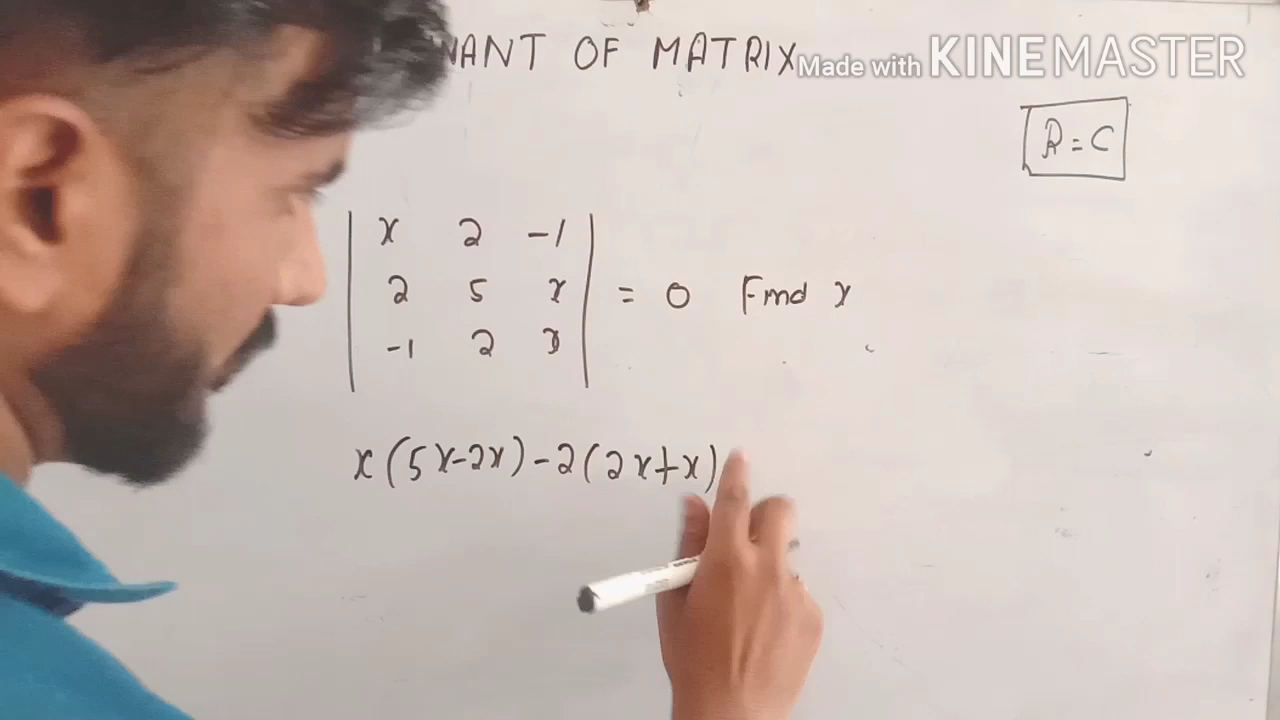 NANT OF MATRIX
Made with KINEMASTER
R = C
x 2 -1
2 5 x = 0 Find x
-1 2 x
x(5x-2x)-2(2x+x)